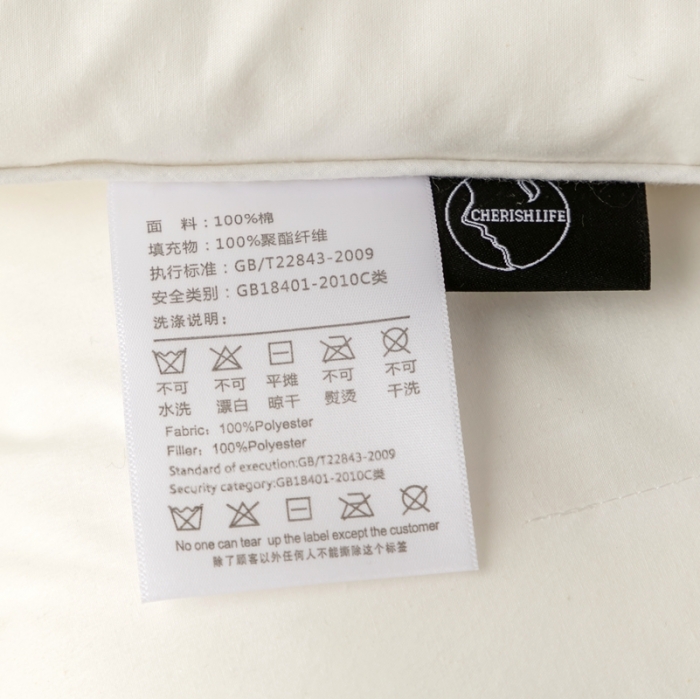 CHERISHLIFE
面 料：100%棉
填充物：100%聚酯纤维
执行标准：GB/T22843-2009
安全类别：GB18401-2010C类
洗涤说明：
不可 不可 平摊 不可 不可
水洗 漂白 晾干 熨烫 干洗
Fabric: 100%Polyester
Filler: 100%Polyester
Standard of execution:GB/T22843-2009
Security category:GB18401-2010C类
No one can tear up the label except the customer
除了顾客以外任何人不能撕除这个标签